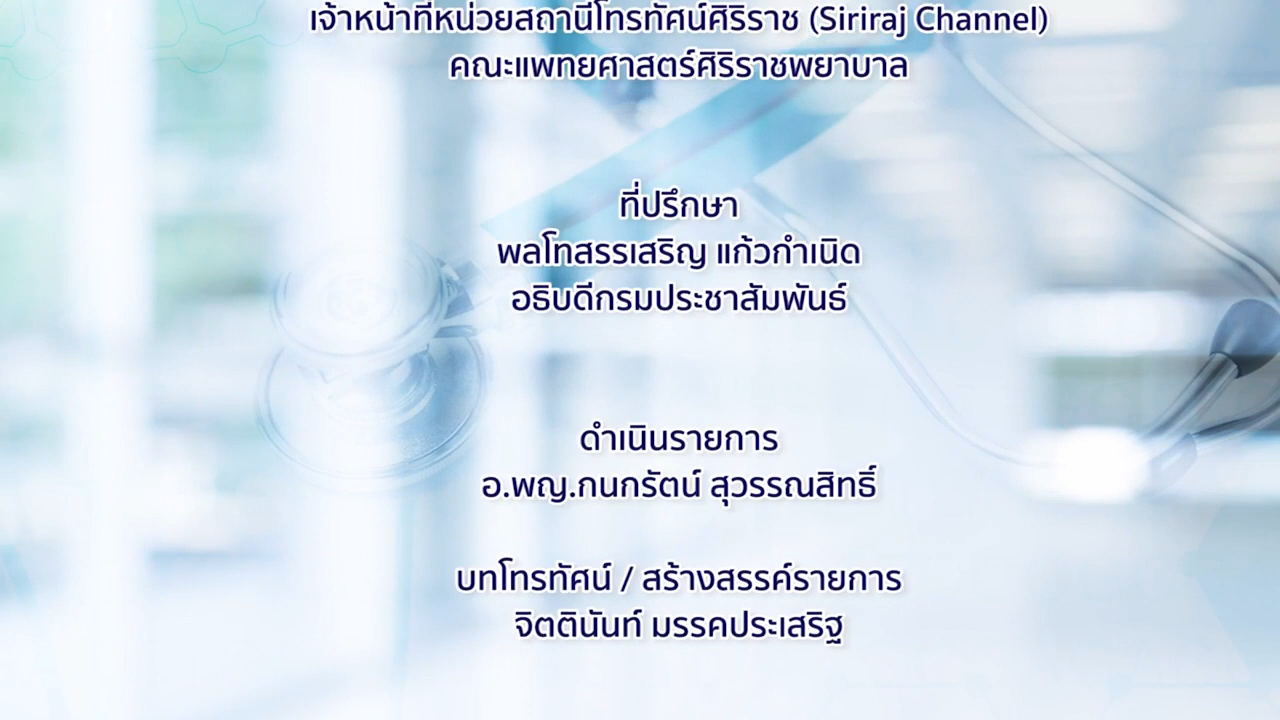 เจ้าหน้าที่หน่วยสถานีโทรทัศน์ศิริราช (Siriraj Channel)
คณะแพทยศาสตร์ศิริราชพยาบาล
ที่ปรึกษา
พลโทสรรเสริญ แก้วกำเนิด
อธิบดีกรมประชาสัมพันธ์
ดำเนินรายการ
อ.พญ.กนกรัตน์ สุวรรณสิทธิ์
บทโทรทัศน์ / สร้างสรรค์รายการ
จิตตินันท์ มรรคประเสริฐ